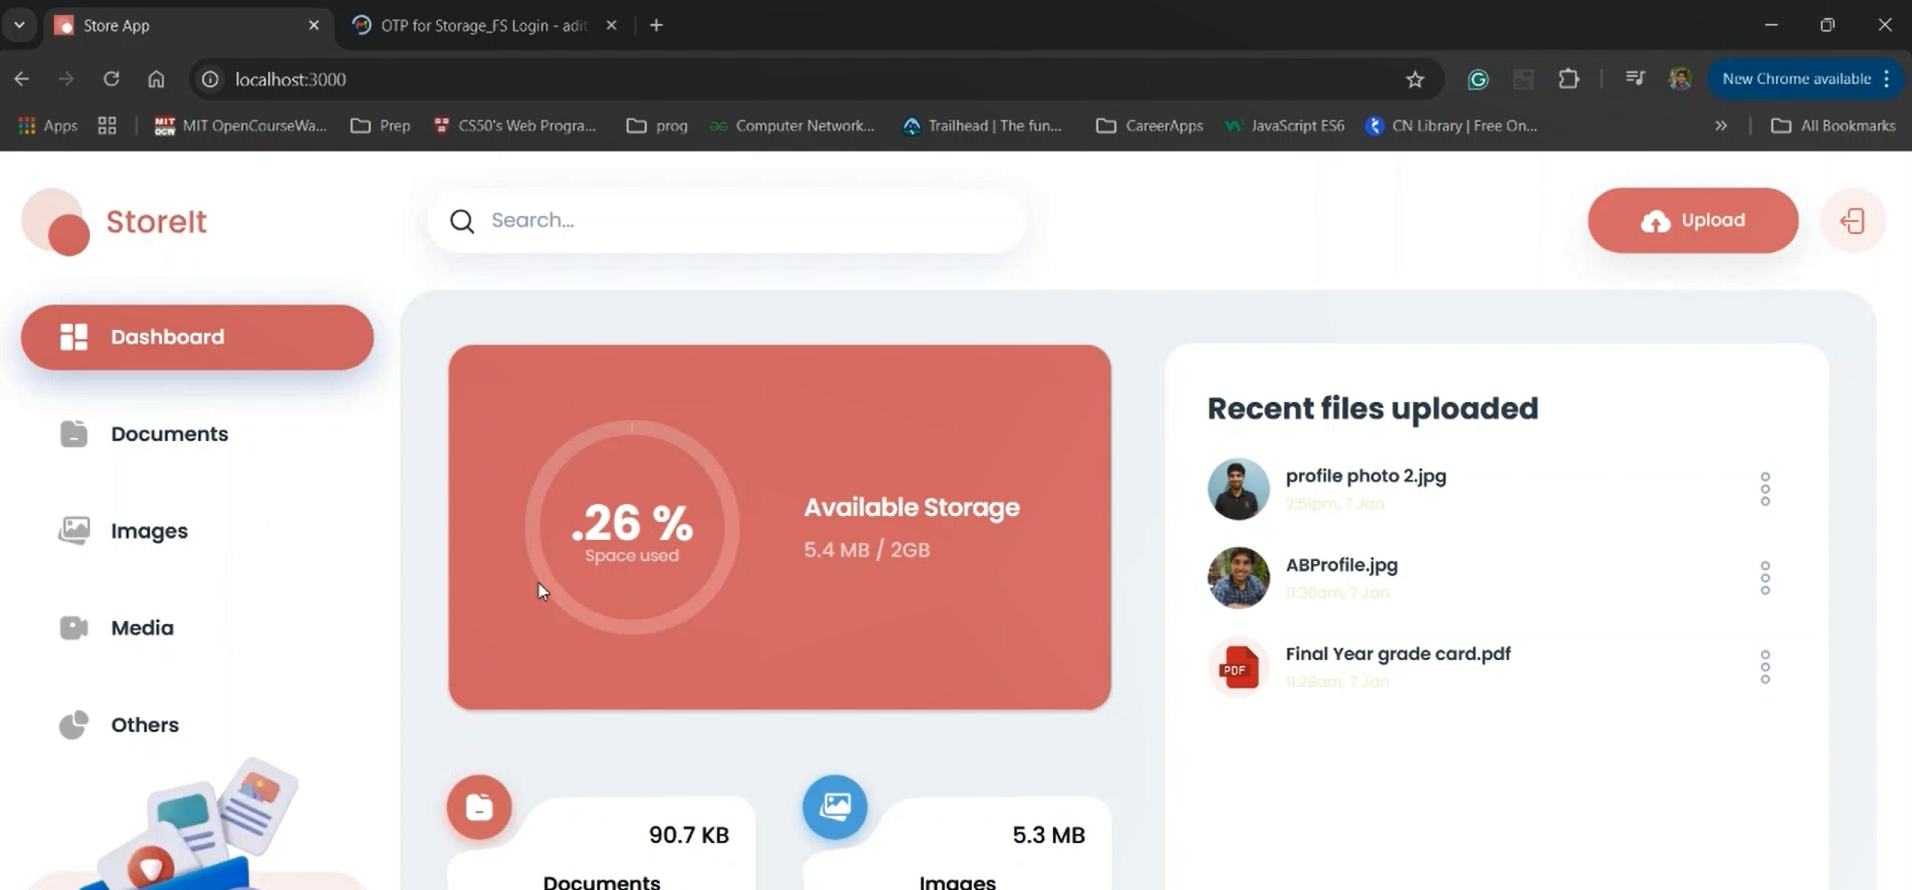 Store App
OTP for Storage_FS Login - adit
localhost:3000
New Chrome available
Apps
MIT OpenCourseWa...
Prep
CS50's Web Progra...
prog
Computer Network...
Trailhead | The fun...
CareerApps
JavaScript ES6
CN Library | Free On...
All Bookmarks
StoreIt
Search...
Upload
Dashboard
Documents
Images
Media
Others
.26 %
Space used
Available Storage
5.4 MB / 2GB
Recent files uploaded
profile photo 2.jpg
2:51pm, 7 Jan
ABProfile.jpg
11:30am, 7 Jan
Final Year grade card.pdf
11:28am, 7 Jan
PDF
90.7 KB
Documents
5.3 MB
Images